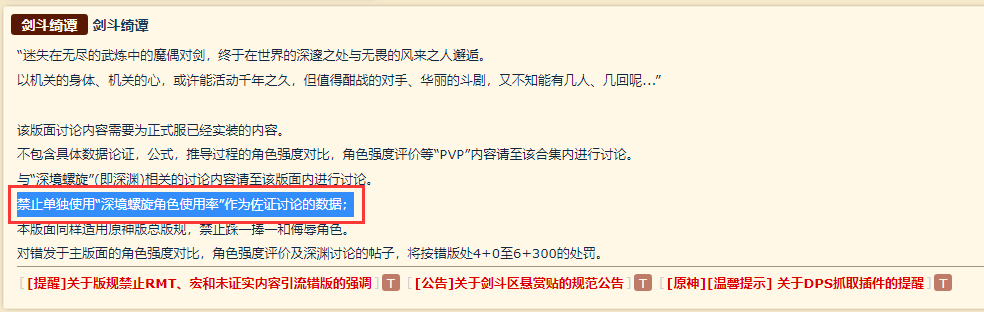 剑斗绮谭 剑斗绮谭
“迷失在无尽的武炼中的魔偶对剑，终于在世界的深邃之处与无畏的风来之人邂逅。
以机关的身体、机关的心，或许能活动千年之久，但值得酣战的对手、华丽的斗剧，又不知能有几人、几回呢…”
该版面讨论内容需要为正式服已经实装的内容。
不包含具体数据论证，公式，推导过程的角色强度对比，角色强度评价等“PVP”内容请至该合集内进行讨论。
与“深境螺旋”(即深渊)相关的讨论内容请至该版面内进行讨论。
禁止单独使用“深境螺旋角色使用率”作为佐证讨论的数据；
本版面同样适用原神版总版规，禁止踩一捧一和侮辱角色。
对错发于主版面的角色强度对比，角色强度评价及深渊讨论的帖子，将按错版处4+0至6+300的处罚。
[[提醒]关于版规禁止RMT、宏和未证实内容引流错版的强调] T [[公告]关于剑斗区悬赏贴的规范公告] T [[原神][温馨提示] 关于DPS抓取插件的提醒] T